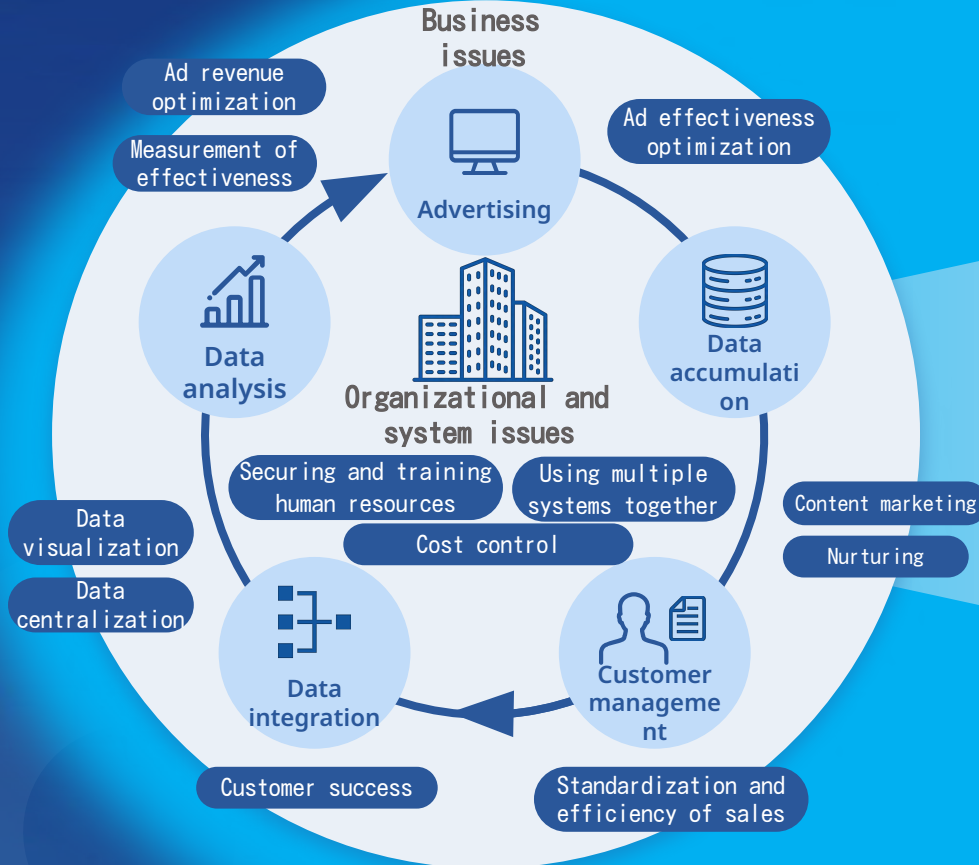 Business
issues
Ad revenue
optimization
Measurement of
effectiveness
Ad effectiveness
optimization
Advertising
Data
analysis
Data
accumulati
on
Organizational and
system issues
Securing and training
human resources
Using multiple
systems together
Cost control
Content marketing
Nurturing
Data
visualization
Data
centralization
Data
integration
Customer
manageme
nt
Customer success
Standardization and
efficiency of sales